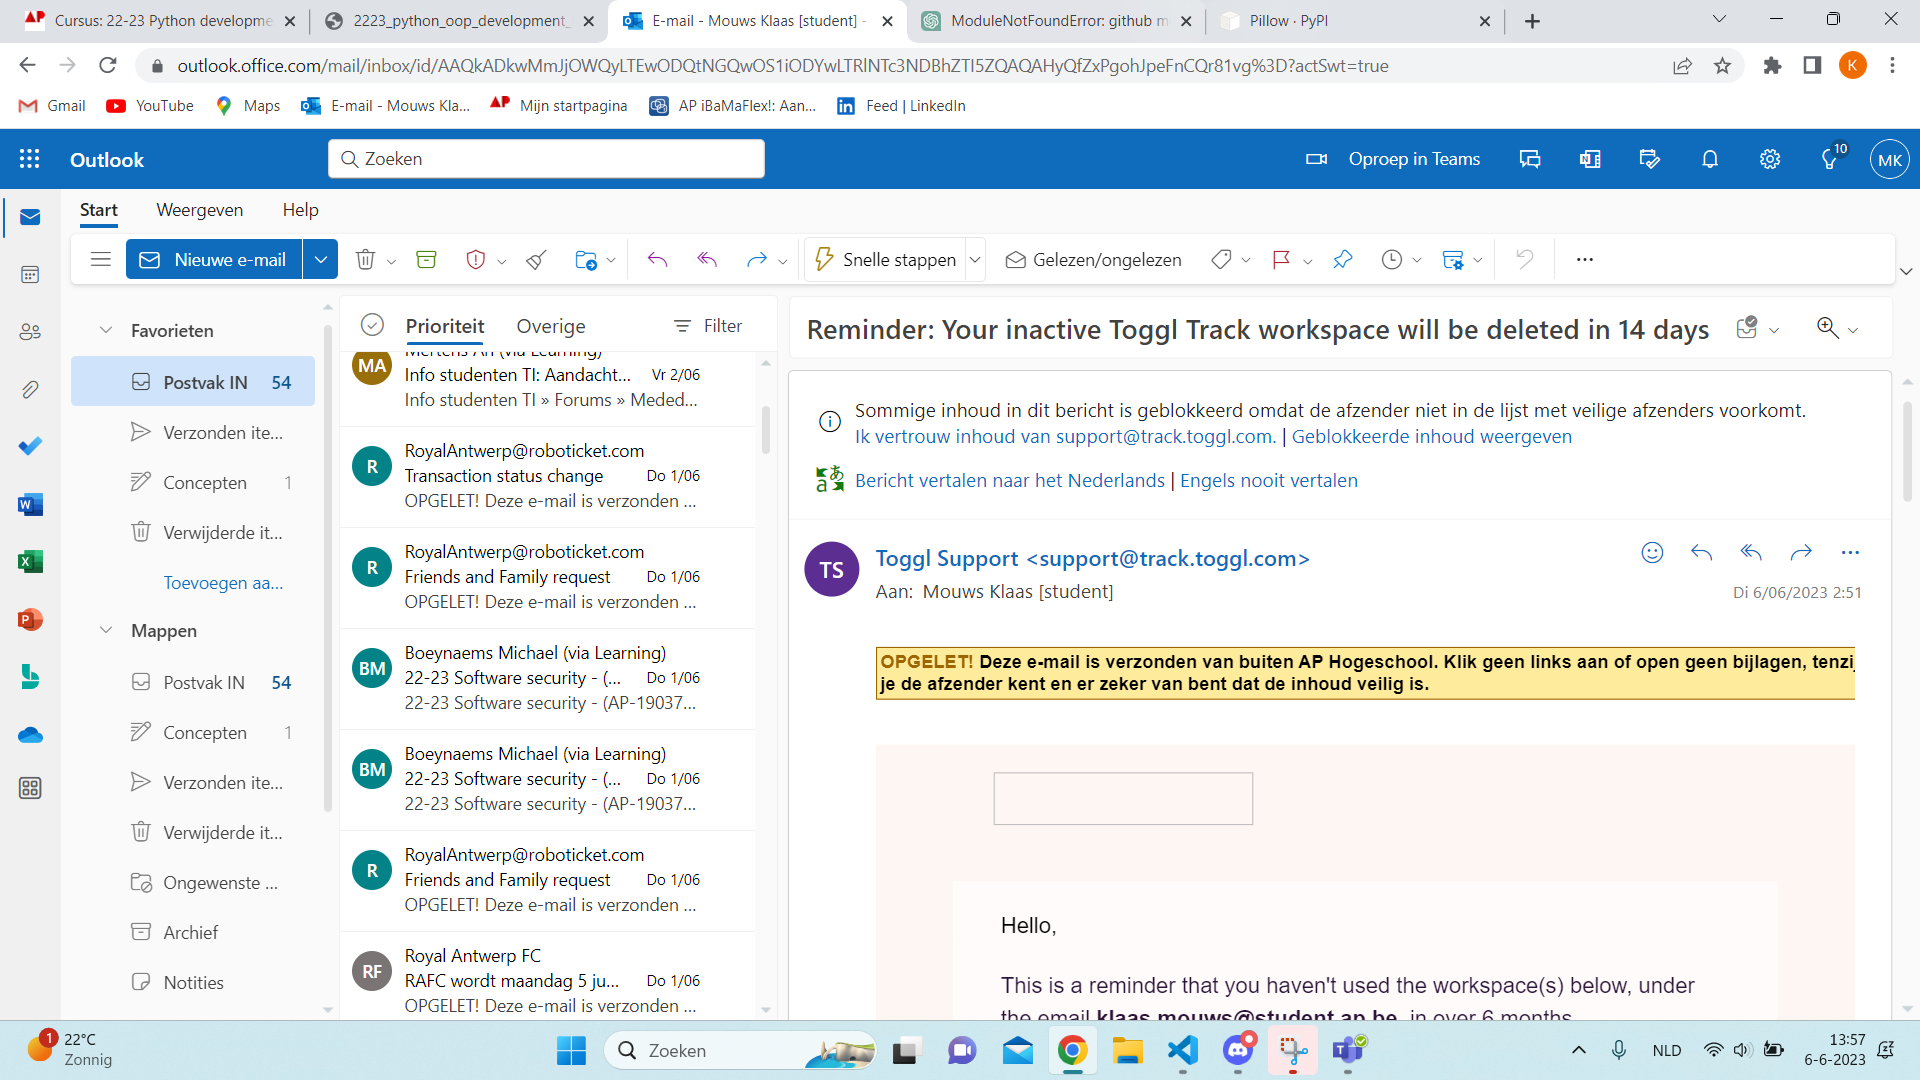 Cursus: 22-23 Python developme
2223_python_oop_development_
E-mail - Mouws Klaas [student] -
ModuleNotFoundError: github m
Pillow · PyPI
outlook.office.com/mail/inbox/id/AAQkADkwMmJjOWQyLTEwODQtNGQwOS1iODYwLTRlNTc3NDBhZTI5ZQAQAHyQfZxPgohJpeFnCQr81vg%3D?actSwt=true
K
Gmail
YouTube
Maps
E-mail - Mouws Kla...
Mijn startpagina
AP iBaMaFlex!: Aan...
Feed | LinkedIn
Outlook
Zoeken
Oproep in Teams
10
MK
Start
Weergeven
Help
Nieuwe e-mail
Snelle stappen
Gelezen/ongelezen
Favorieten
Postvak IN 54
Verzonden ite...
Concepten 1
Verwijderde it...
Toevoegen aa...
Mappen
Postvak IN 54
Concepten 1
Verzonden ite...
Verwijderde it...
Ongewenste ...
Archief
Notities
Prioriteit
Overige
Filter
MA
Mertens An (via Learning)
Info studenten TI: Aandacht... Vr 2/06
Info studenten TI » Forums » Meded...
R
RoyalAntwerp@roboticket.com
Transaction status change Do 1/06
OPGELET! Deze e-mail is verzonden ...
R
RoyalAntwerp@roboticket.com
Friends and Family request Do 1/06
OPGELET! Deze e-mail is verzonden ...
BM
Boeynaems Michael (via Learning)
22-23 Software security - (... Do 1/06
22-23 Software security - (AP-19037...
BM
Boeynaems Michael (via Learning)
22-23 Software security - (... Do 1/06
22-23 Software security - (AP-19037...
R
RoyalAntwerp@roboticket.com
Friends and Family request Do 1/06
OPGELET! Deze e-mail is verzonden ...
RF
Royal Antwerp FC
RAFC wordt maandag 5 ju... Do 1/06
OPGELET! Deze e-mail is verzonden ...
Reminder: Your inactive Toggl Track workspace will be deleted in 14 days
Sommige inhoud in dit bericht is geblokkeerd omdat de afzender niet in de lijst met veilige afzenders voorkomt.
Ik vertrouw inhoud van support@track.toggl.com. | Geblokkeerde inhoud weergeven
Bericht vertalen naar het Nederlands | Engels nooit vertalen
TS
Toggl Support <support@track.toggl.com>
Aan: Mouws Klaas [student]
Di 6/06/2023 2:51
OPGELET! Deze e-mail is verzonden van buiten AP Hogeschool. Klik geen links aan of open geen bijlagen, tenzij
je de afzender kent en er zeker van bent dat de inhoud veilig is.
Hello,
This is a reminder that you haven't used the workspace(s) below, under
the email klaas.mouws@student.ap.be, in over 6 months.
1
22°C
Zonnig
Zoeken
NLD
13:57
6-6-2023